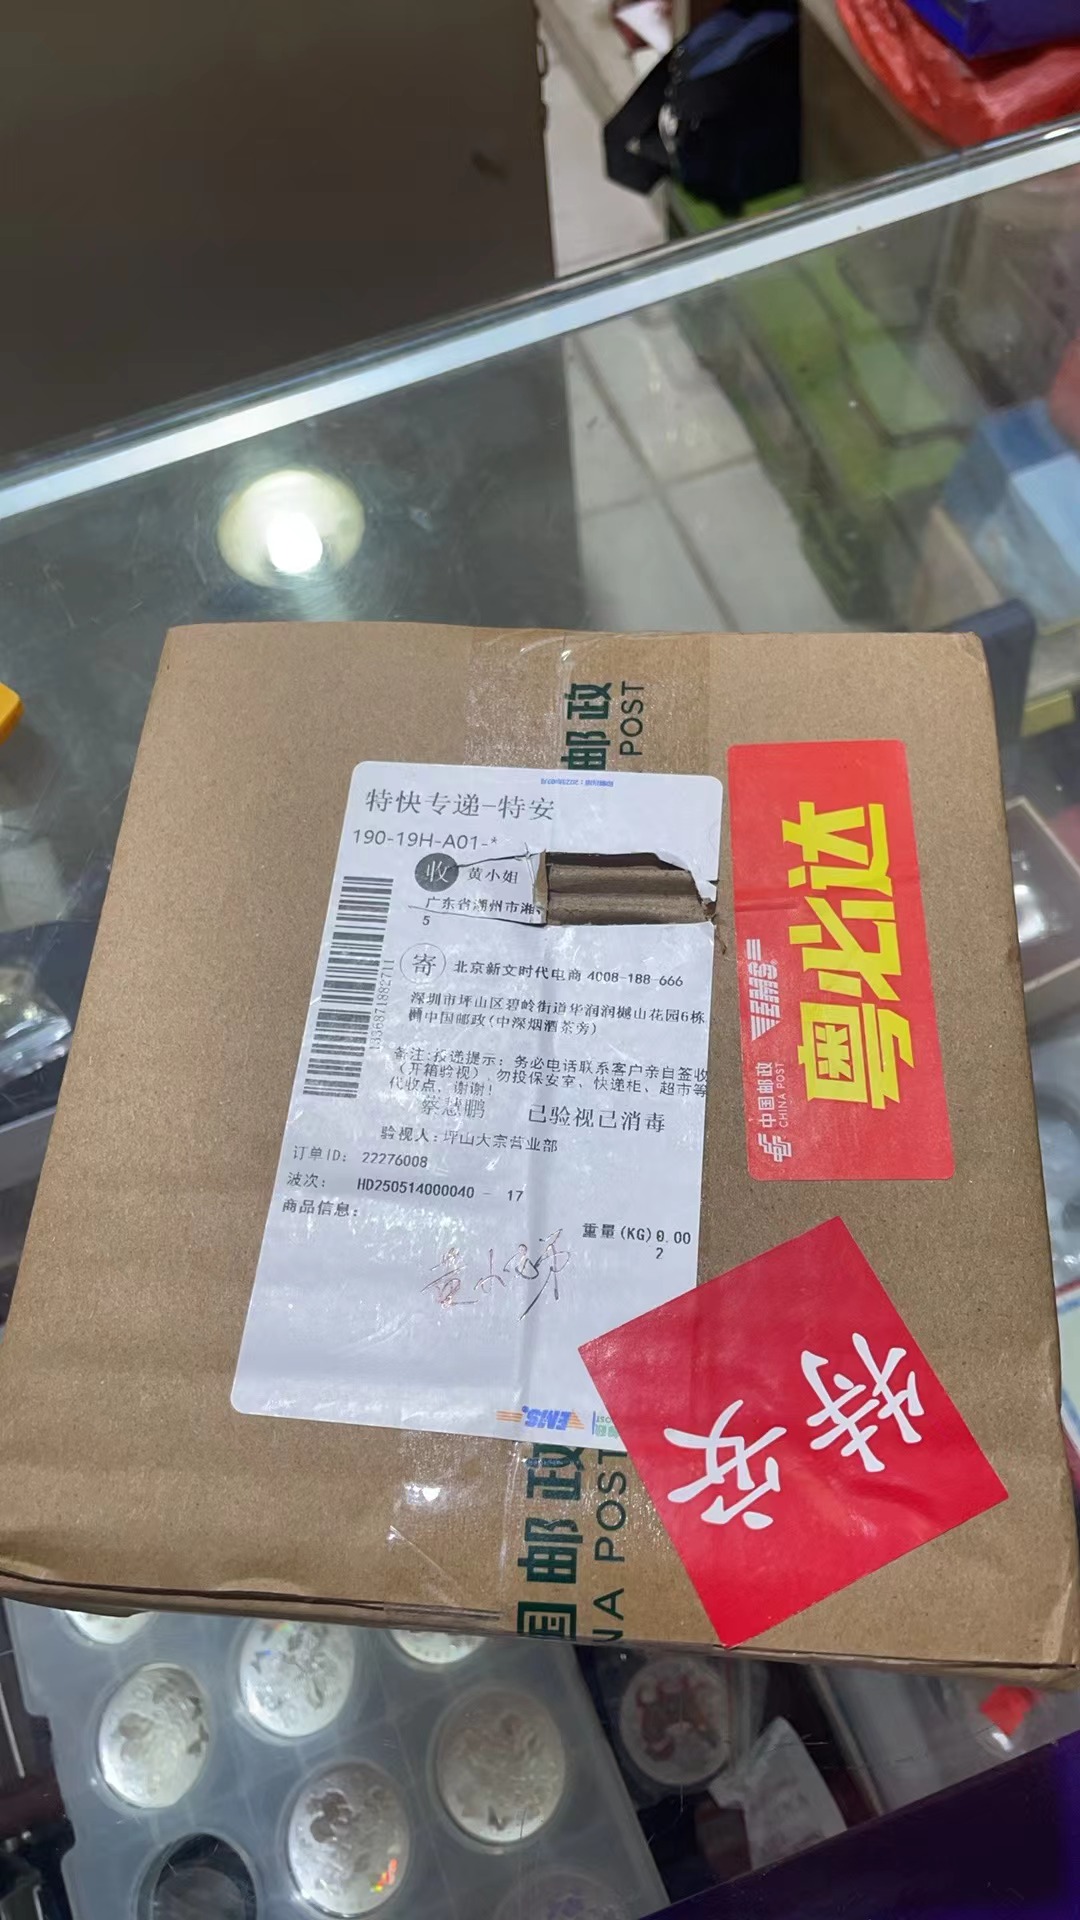 邮政
POST
特快专递-特安
190-19H-A01-*
收 黄小姐
广东省潮州市湘
5
1336871882711
寄 北京新文时代电商 4008-188-666
深圳市坪山区碧岭街道华润润樾山花园6栋
中国邮政(中深烟酒茶旁)
备注:投递提示：务必电话联系客户亲自签收
(开箱验视)，勿投保安室、快递柜、超市等
代收点，谢谢!
蔡慧鹏 已验视已消毒
验视人：坪山大宗营业部
订单ID: 22276008
波次: HD250514000040 - 17
商品信息:
重量(KG)0.00
2
EMS
粤必达
EMS
中国邮政
CHINA POST
特安
国邮政
NA POST